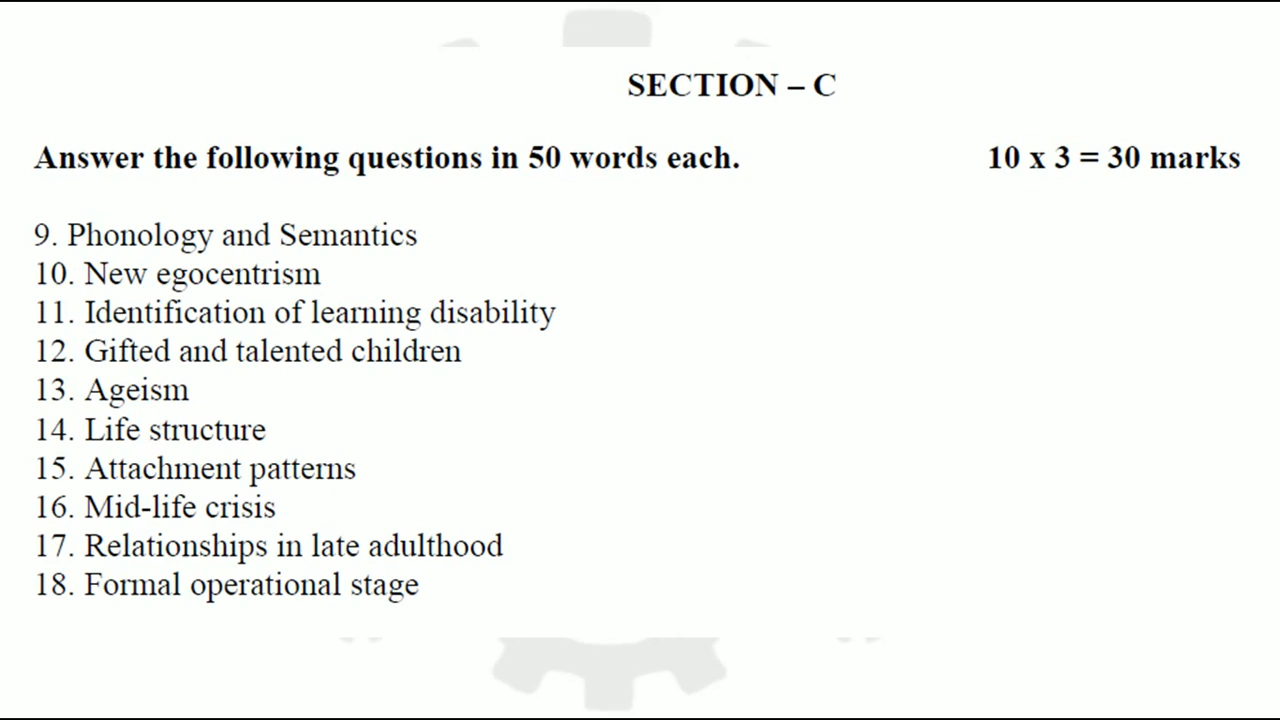 SECTION – C
Answer the following questions in 50 words each. 10 x 3 = 30 marks
9. Phonology and Semantics
10. New egocentrism
11. Identification of learning disability
12. Gifted and talented children
13. Ageism
14. Life structure
15. Attachment patterns
16. Mid-life crisis
17. Relationships in late adulthood
18. Formal operational stage